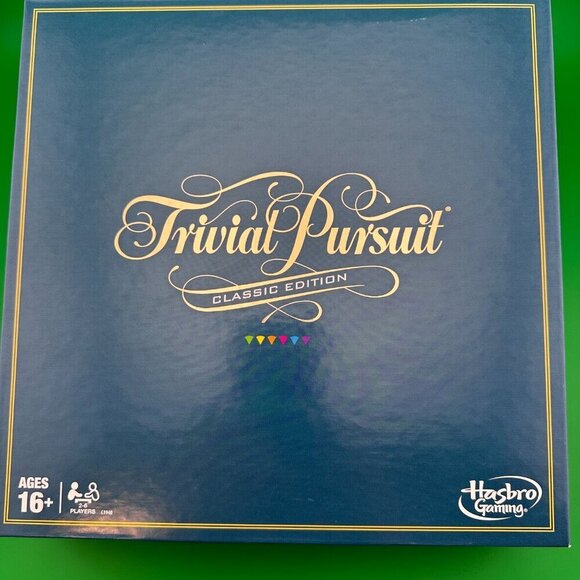 Trivial Pursuit®
CLASSIC EDITION
AGES
16+
2-6
PLAYERS
Hasbro
Gaming